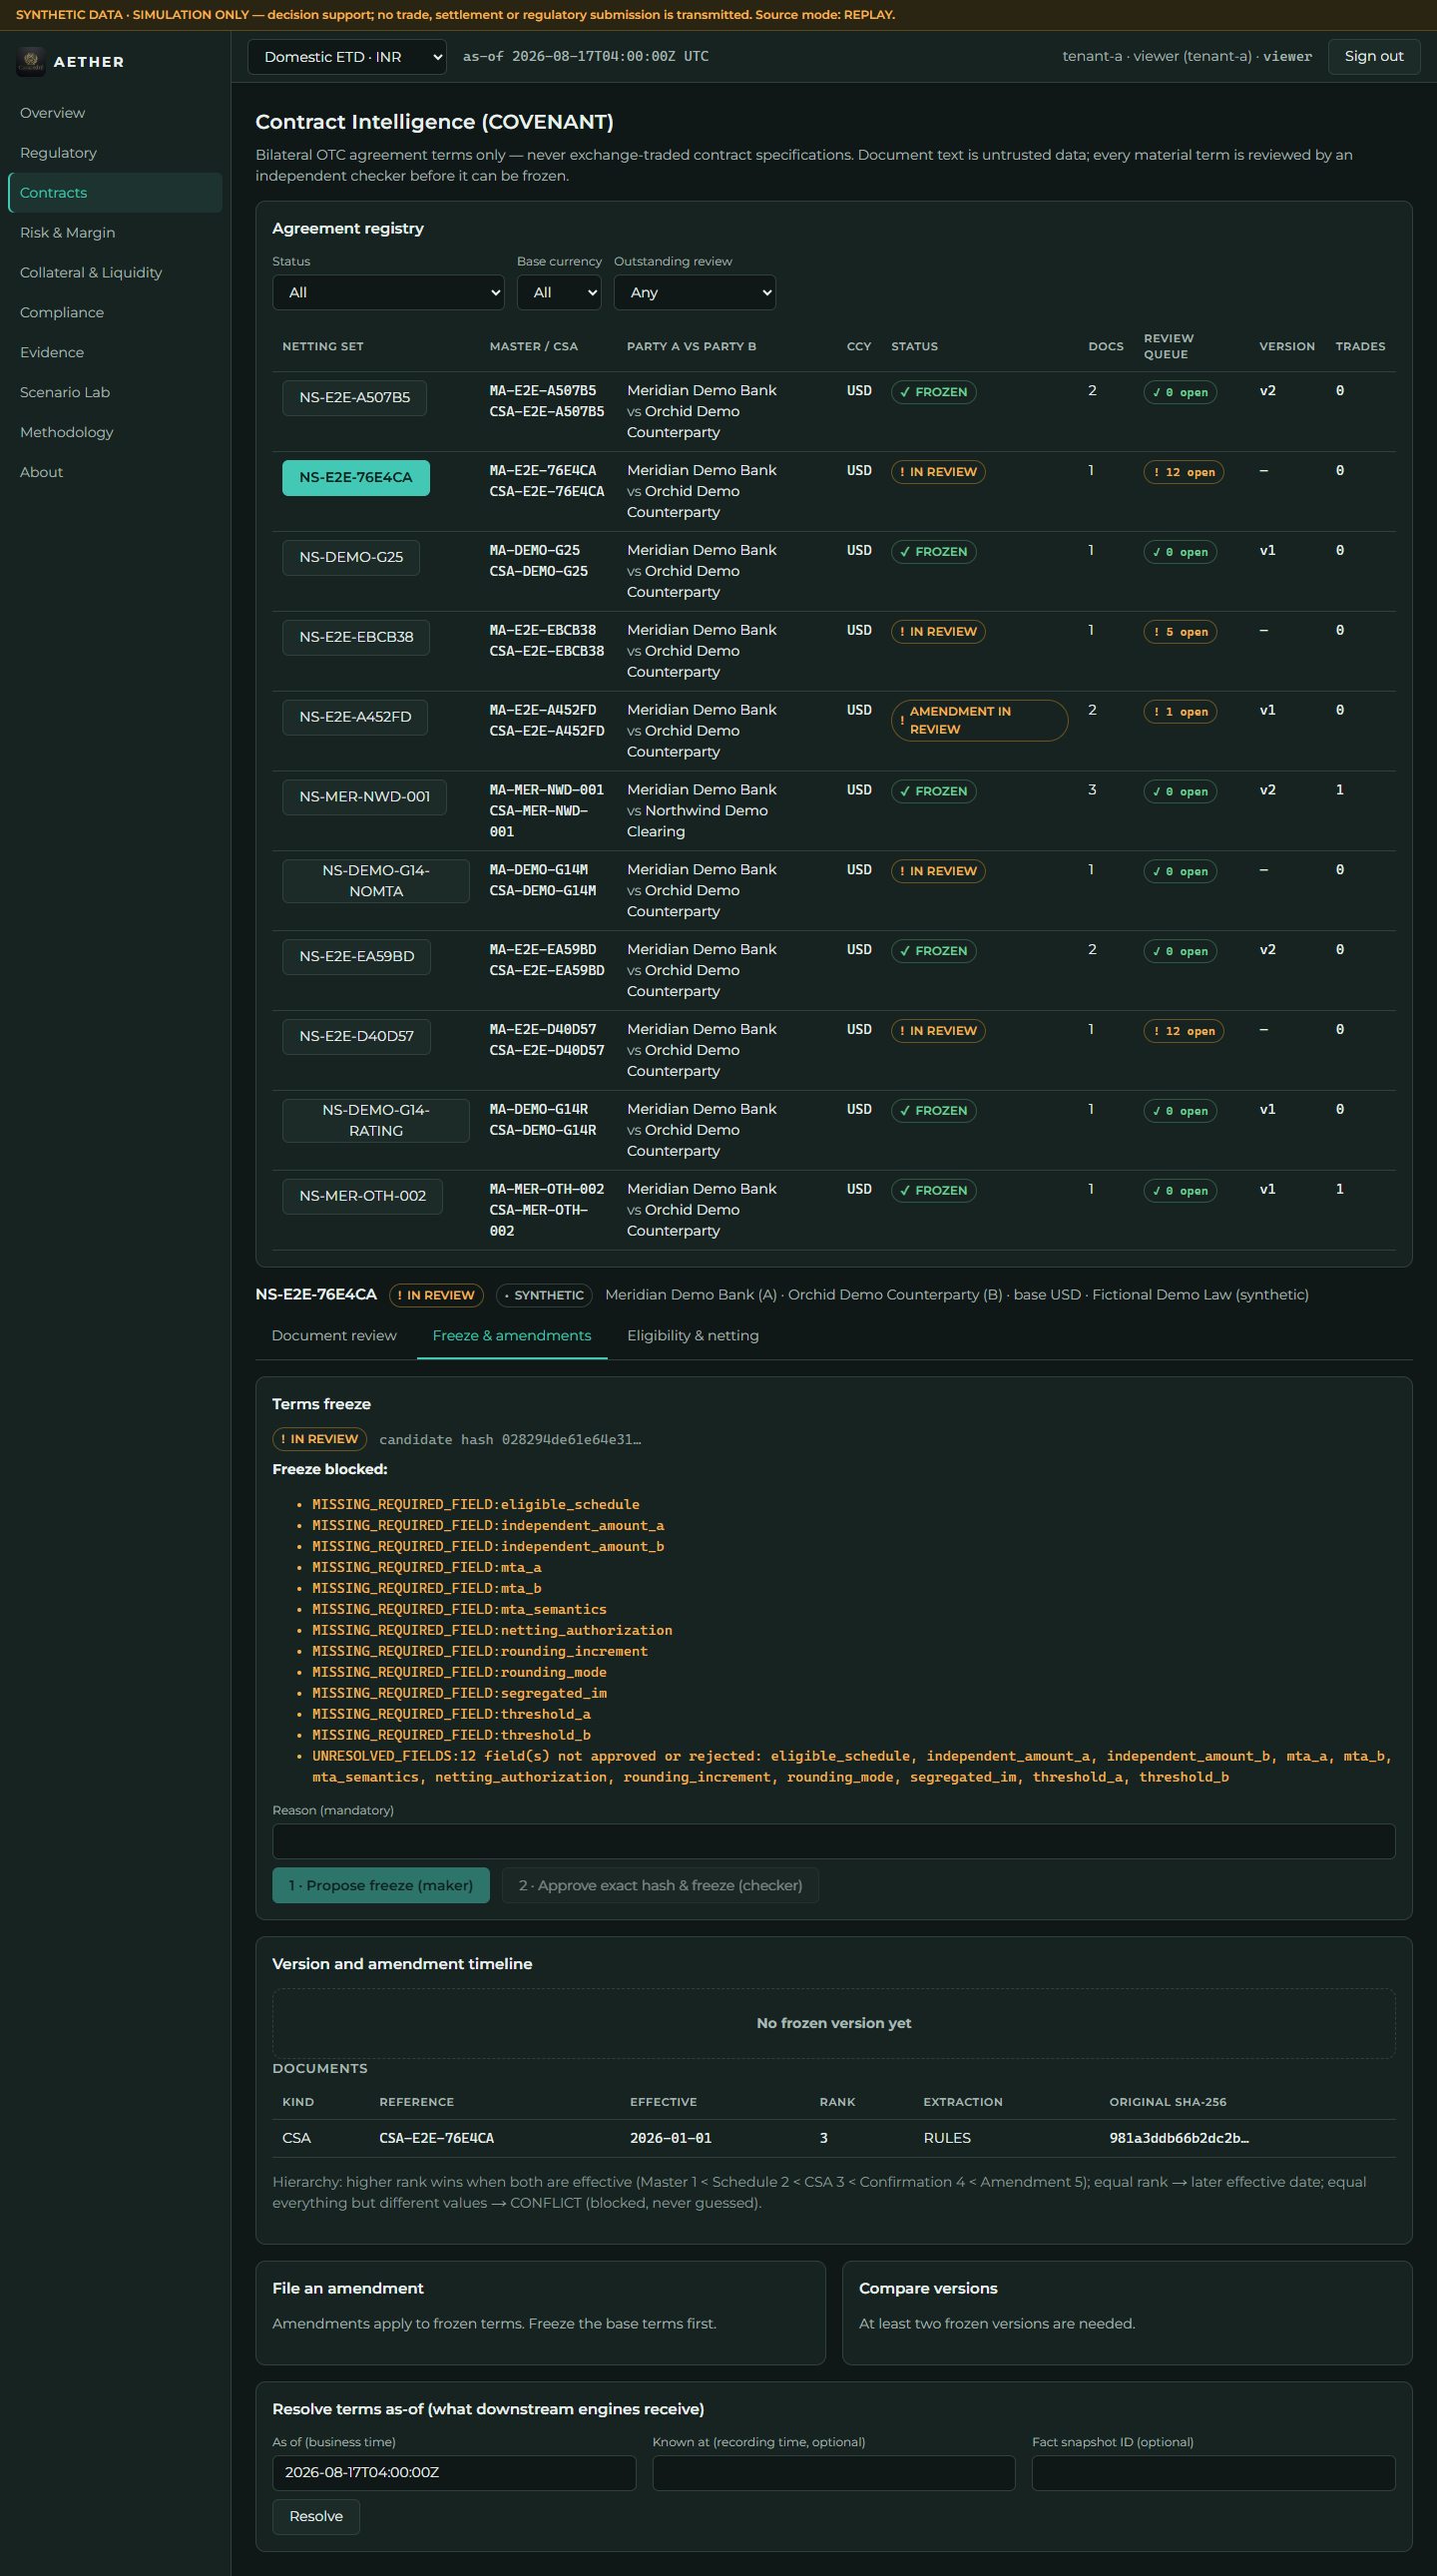 SYNTHETIC DATA · SIMULATION ONLY — decision support; no trade, settlement or regulatory submission is transmitted. Source mode: REPLAY.
AETHER
Domestic ETD · INR
as-of 2026-08-17T04:00:00Z UTC
tenant-a · viewer (tenant-a) · viewer
Sign out
Overview
Regulatory
Contracts
Risk & Margin
Collateral & Liquidity
Compliance
Evidence
Scenario Lab
Methodology
About
Contract Intelligence (COVENANT)
Bilateral OTC agreement terms only — never exchange-traded contract specifications. Document text is untrusted data; every material term is reviewed by an
independent checker before it can be frozen.
Agreement registry
Status Base currency Outstanding review
All All Any
NETTING SET MASTER / CSA PARTY A VS PARTY B CCY STATUS DOCS REVIEW QUEUE VERSION TRADES
NS-E2E-A507B5 MA-E2E-A507B5 Meridian Demo Bank USD ✓ FROZEN 2 ✓ 0 open v2 0
CSA-E2E-A507B5 vs Orchid Demo
Counterparty
NS-E2E-76E4CA MA-E2E-76E4CA Meridian Demo Bank USD ! IN REVIEW 1 ! 12 open — 0
CSA-E2E-76E4CA vs Orchid Demo
Counterparty
NS-DEMO-G25 MA-DEMO-G25 Meridian Demo Bank USD ✓ FROZEN 1 ✓ 0 open v1 0
CSA-DEMO-G25 vs Orchid Demo
Counterparty
NS-E2E-EBCB38 MA-E2E-EBCB38 Meridian Demo Bank USD ! IN REVIEW 1 ! 5 open — 0
CSA-E2E-EBCB38 vs Orchid Demo
Counterparty
NS-E2E-A452FD MA-E2E-A452FD Meridian Demo Bank USD ! AMENDMENT IN REVIEW 2 ! 1 open v1 0
CSA-E2E-A452FD vs Orchid Demo
Counterparty
NS-MER-NWD-001 MA-MER-NWD-001 Meridian Demo Bank USD ✓ FROZEN 3 ✓ 0 open v2 1
CSA-MER-NWD- vs Northwind Demo
001 Clearing
NS-DEMO-G14- MA-DEMO-G14M Meridian Demo Bank USD ! IN REVIEW 1 ✓ 0 open — 0
NOMTA CSA-DEMO-G14M vs Orchid Demo
Counterparty
NS-E2E-EA59BD MA-E2E-EA59BD Meridian Demo Bank USD ✓ FROZEN 2 ✓ 0 open v2 0
CSA-E2E-EA59BD vs Orchid Demo
Counterparty
NS-E2E-D40D57 MA-E2E-D40D57 Meridian Demo Bank USD ! IN REVIEW 1 ! 12 open — 0
CSA-E2E-D40D57 vs Orchid Demo
Counterparty
NS-DEMO-G14- MA-DEMO-G14R Meridian Demo Bank USD ✓ FROZEN 1 ✓ 0 open v1 0
RATING CSA-DEMO-G14R vs Orchid Demo
Counterparty
NS-MER-OTH-002 MA-MER-OTH-002 Meridian Demo Bank USD ✓ FROZEN 1 ✓ 0 open v1 1
CSA-MER-OTH- vs Orchid Demo
002 Counterparty
NS-E2E-76E4CA ! IN REVIEW • SYNTHETIC Meridian Demo Bank (A) · Orchid Demo Counterparty (B) · base USD · Fictional Demo Law (synthetic)
Document review Freeze & amendments Eligibility & netting
Terms freeze
! IN REVIEW candidate hash 028294de61e64e31…
Freeze blocked:
• MISSING_REQUIRED_FIELD:eligible_schedule
• MISSING_REQUIRED_FIELD:independent_amount_a
• MISSING_REQUIRED_FIELD:independent_amount_b
• MISSING_REQUIRED_FIELD:mta_a
• MISSING_REQUIRED_FIELD:mta_b
• MISSING_REQUIRED_FIELD:mta_semantics
• MISSING_REQUIRED_FIELD:netting_authorization
• MISSING_REQUIRED_FIELD:rounding_increment
• MISSING_REQUIRED_FIELD:rounding_mode
• MISSING_REQUIRED_FIELD:segregated_im
• MISSING_REQUIRED_FIELD:threshold_a
• MISSING_REQUIRED_FIELD:threshold_b
• UNRESOLVED_FIELDS:12 field(s) not approved or rejected: eligible_schedule, independent_amount_a, independent_amount_b, mta_a, mta_b,
mta_semantics, netting_authorization, rounding_increment, rounding_mode, segregated_im, threshold_a, threshold_b
Reason (mandatory)
1 · Propose freeze (maker) 2 · Approve exact hash & freeze (checker)
Version and amendment timeline
No frozen version yet
DOCUMENTS
KIND REFERENCE EFFECTIVE RANK EXTRACTION ORIGINAL SHA-256
CSA CSA-E2E-76E4CA 2026-01-01 3 RULES 981a3ddb66b2dc2b…
Hierarchy: higher rank wins when both are effective (Master 1 < Schedule 2 < CSA 3 < Confirmation 4 < Amendment 5); equal rank → later effective date; equal
everything but different values → CONFLICT (blocked, never guessed).
File an amendment
Amendments apply to frozen terms. Freeze the base terms first.
Compare versions
At least two frozen versions are needed.
Resolve terms as-of (what downstream engines receive)
As of (business time) Known at (recording time, optional) Fact snapshot ID (optional)
2026-08-17T04:00:00Z
Resolve